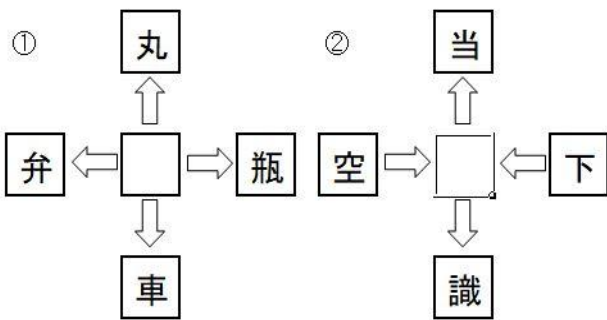 ① 丸 ② 当
弁 瓶 空 下
車 識